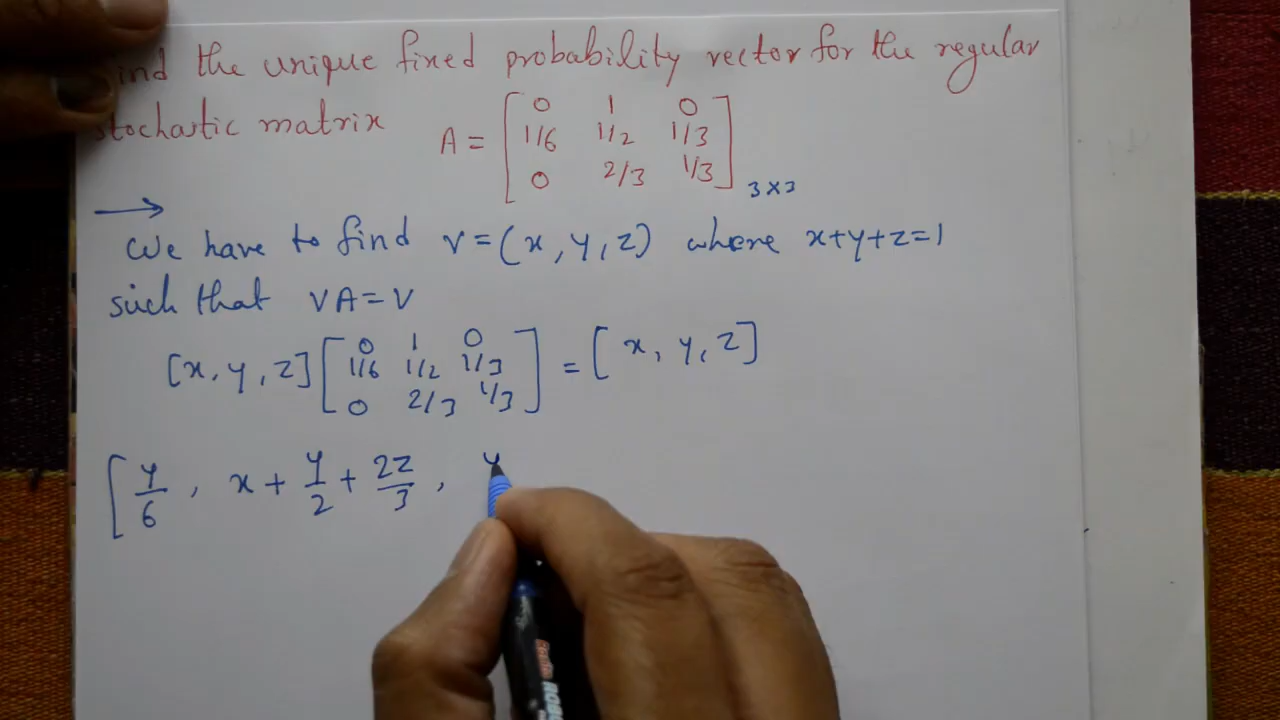 ind the unique fixed probability vector for the regular
stochastic matrix A = [ 0 1 0
1/6 1/2 1/3
0 2/3 1/3 ] 3×3
→
We have to find v = (x, y, z) where x+y+z=1
such that vA = v
[x, y, z] [ 0 1 0
1/6 1/2 1/3
0 2/3 1/3 ] = [x, y, z]
[ y/6 , x + y/2 + 2z/3 , y